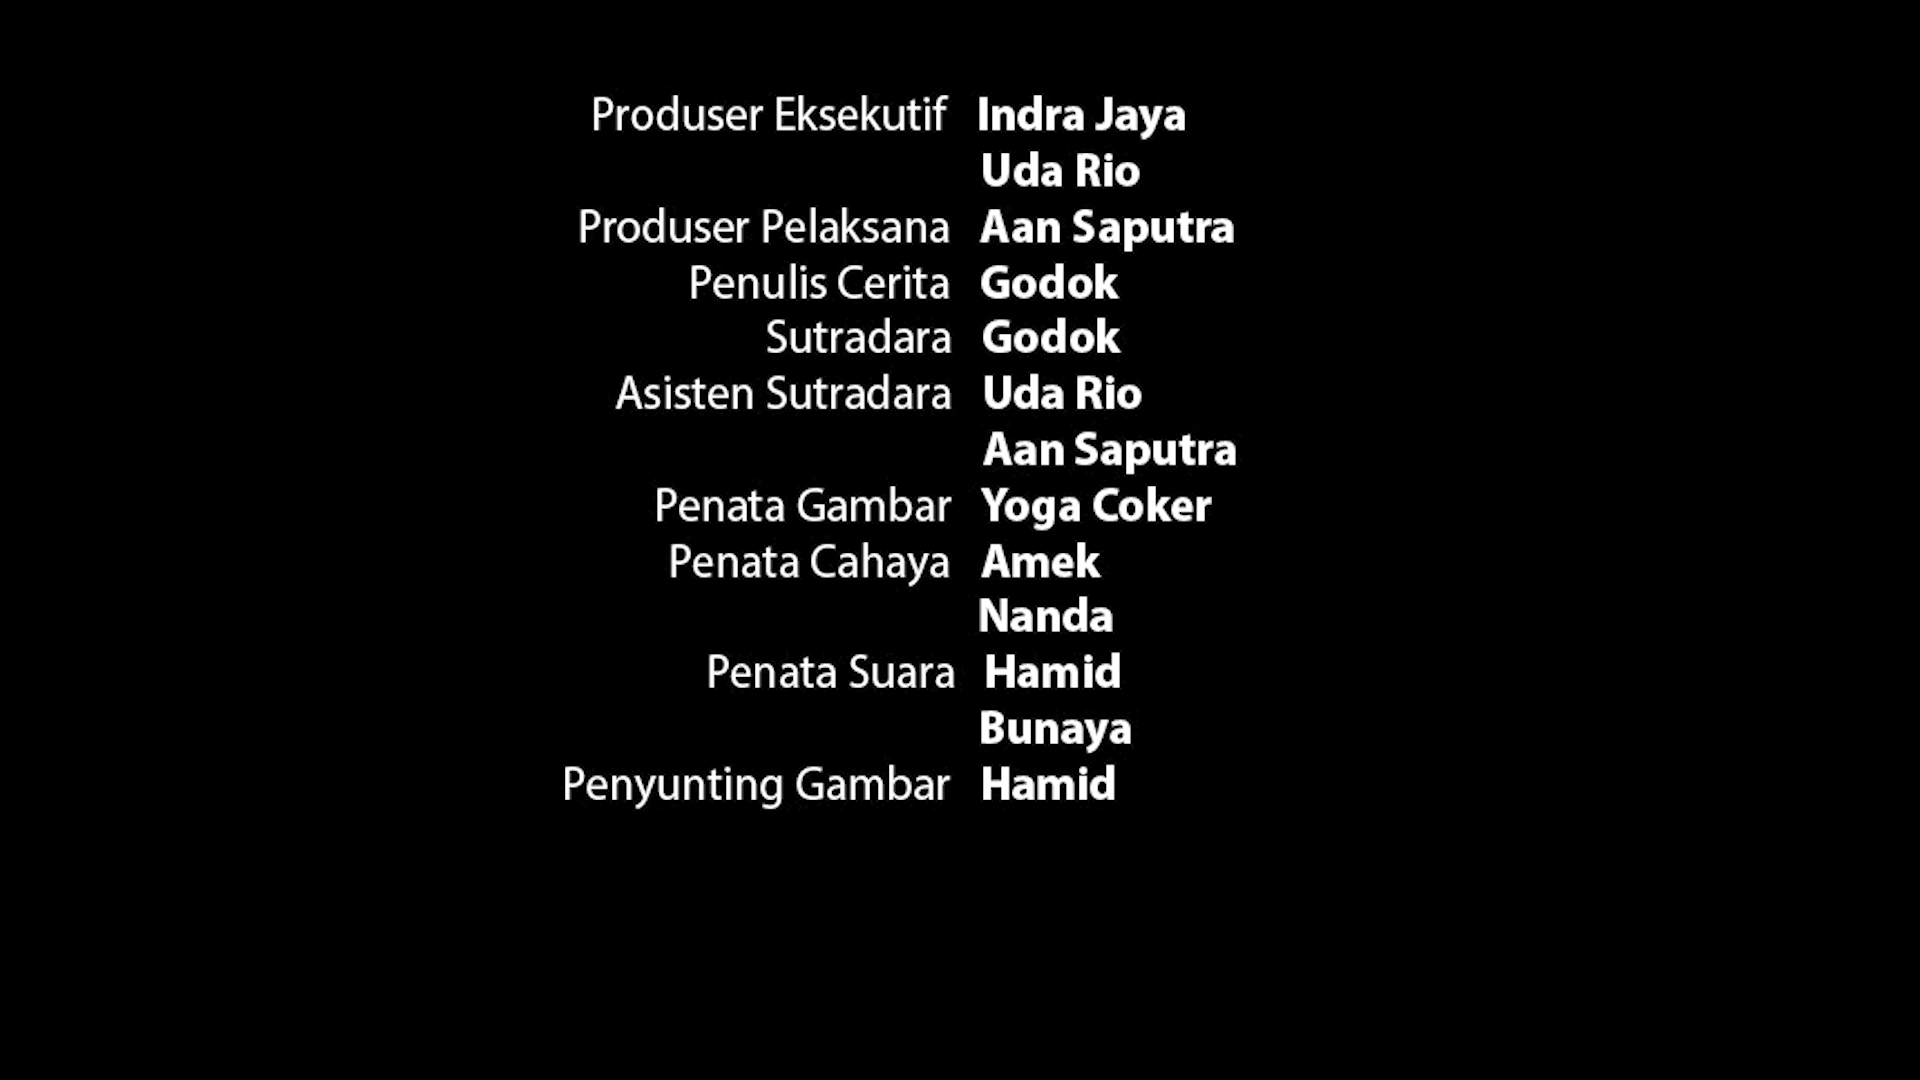 Produser Eksekutif Indra Jaya
Uda Rio
Produser Pelaksana Aan Saputra
Penulis Cerita Godok
Sutradara Godok
Asisten Sutradara Uda Rio
Aan Saputra
Penata Gambar Yoga Coker
Penata Cahaya Amek
Nanda
Penata Suara Hamid
Bunaya
Penyunting Gambar Hamid